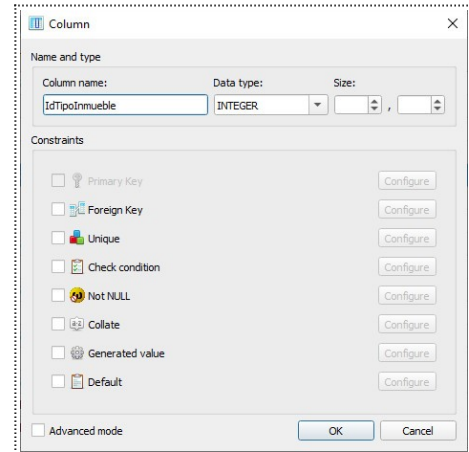 Column
Name and type
Column name: Data type: Size:
IdTipoInmueble INTEGER ,
Constraints
Primary Key Configure
Foreign Key Configure
Unique Configure
Check condition Configure
Not NULL Configure
Collate Configure
Generated value Configure
Default Configure
Advanced mode OK Cancel